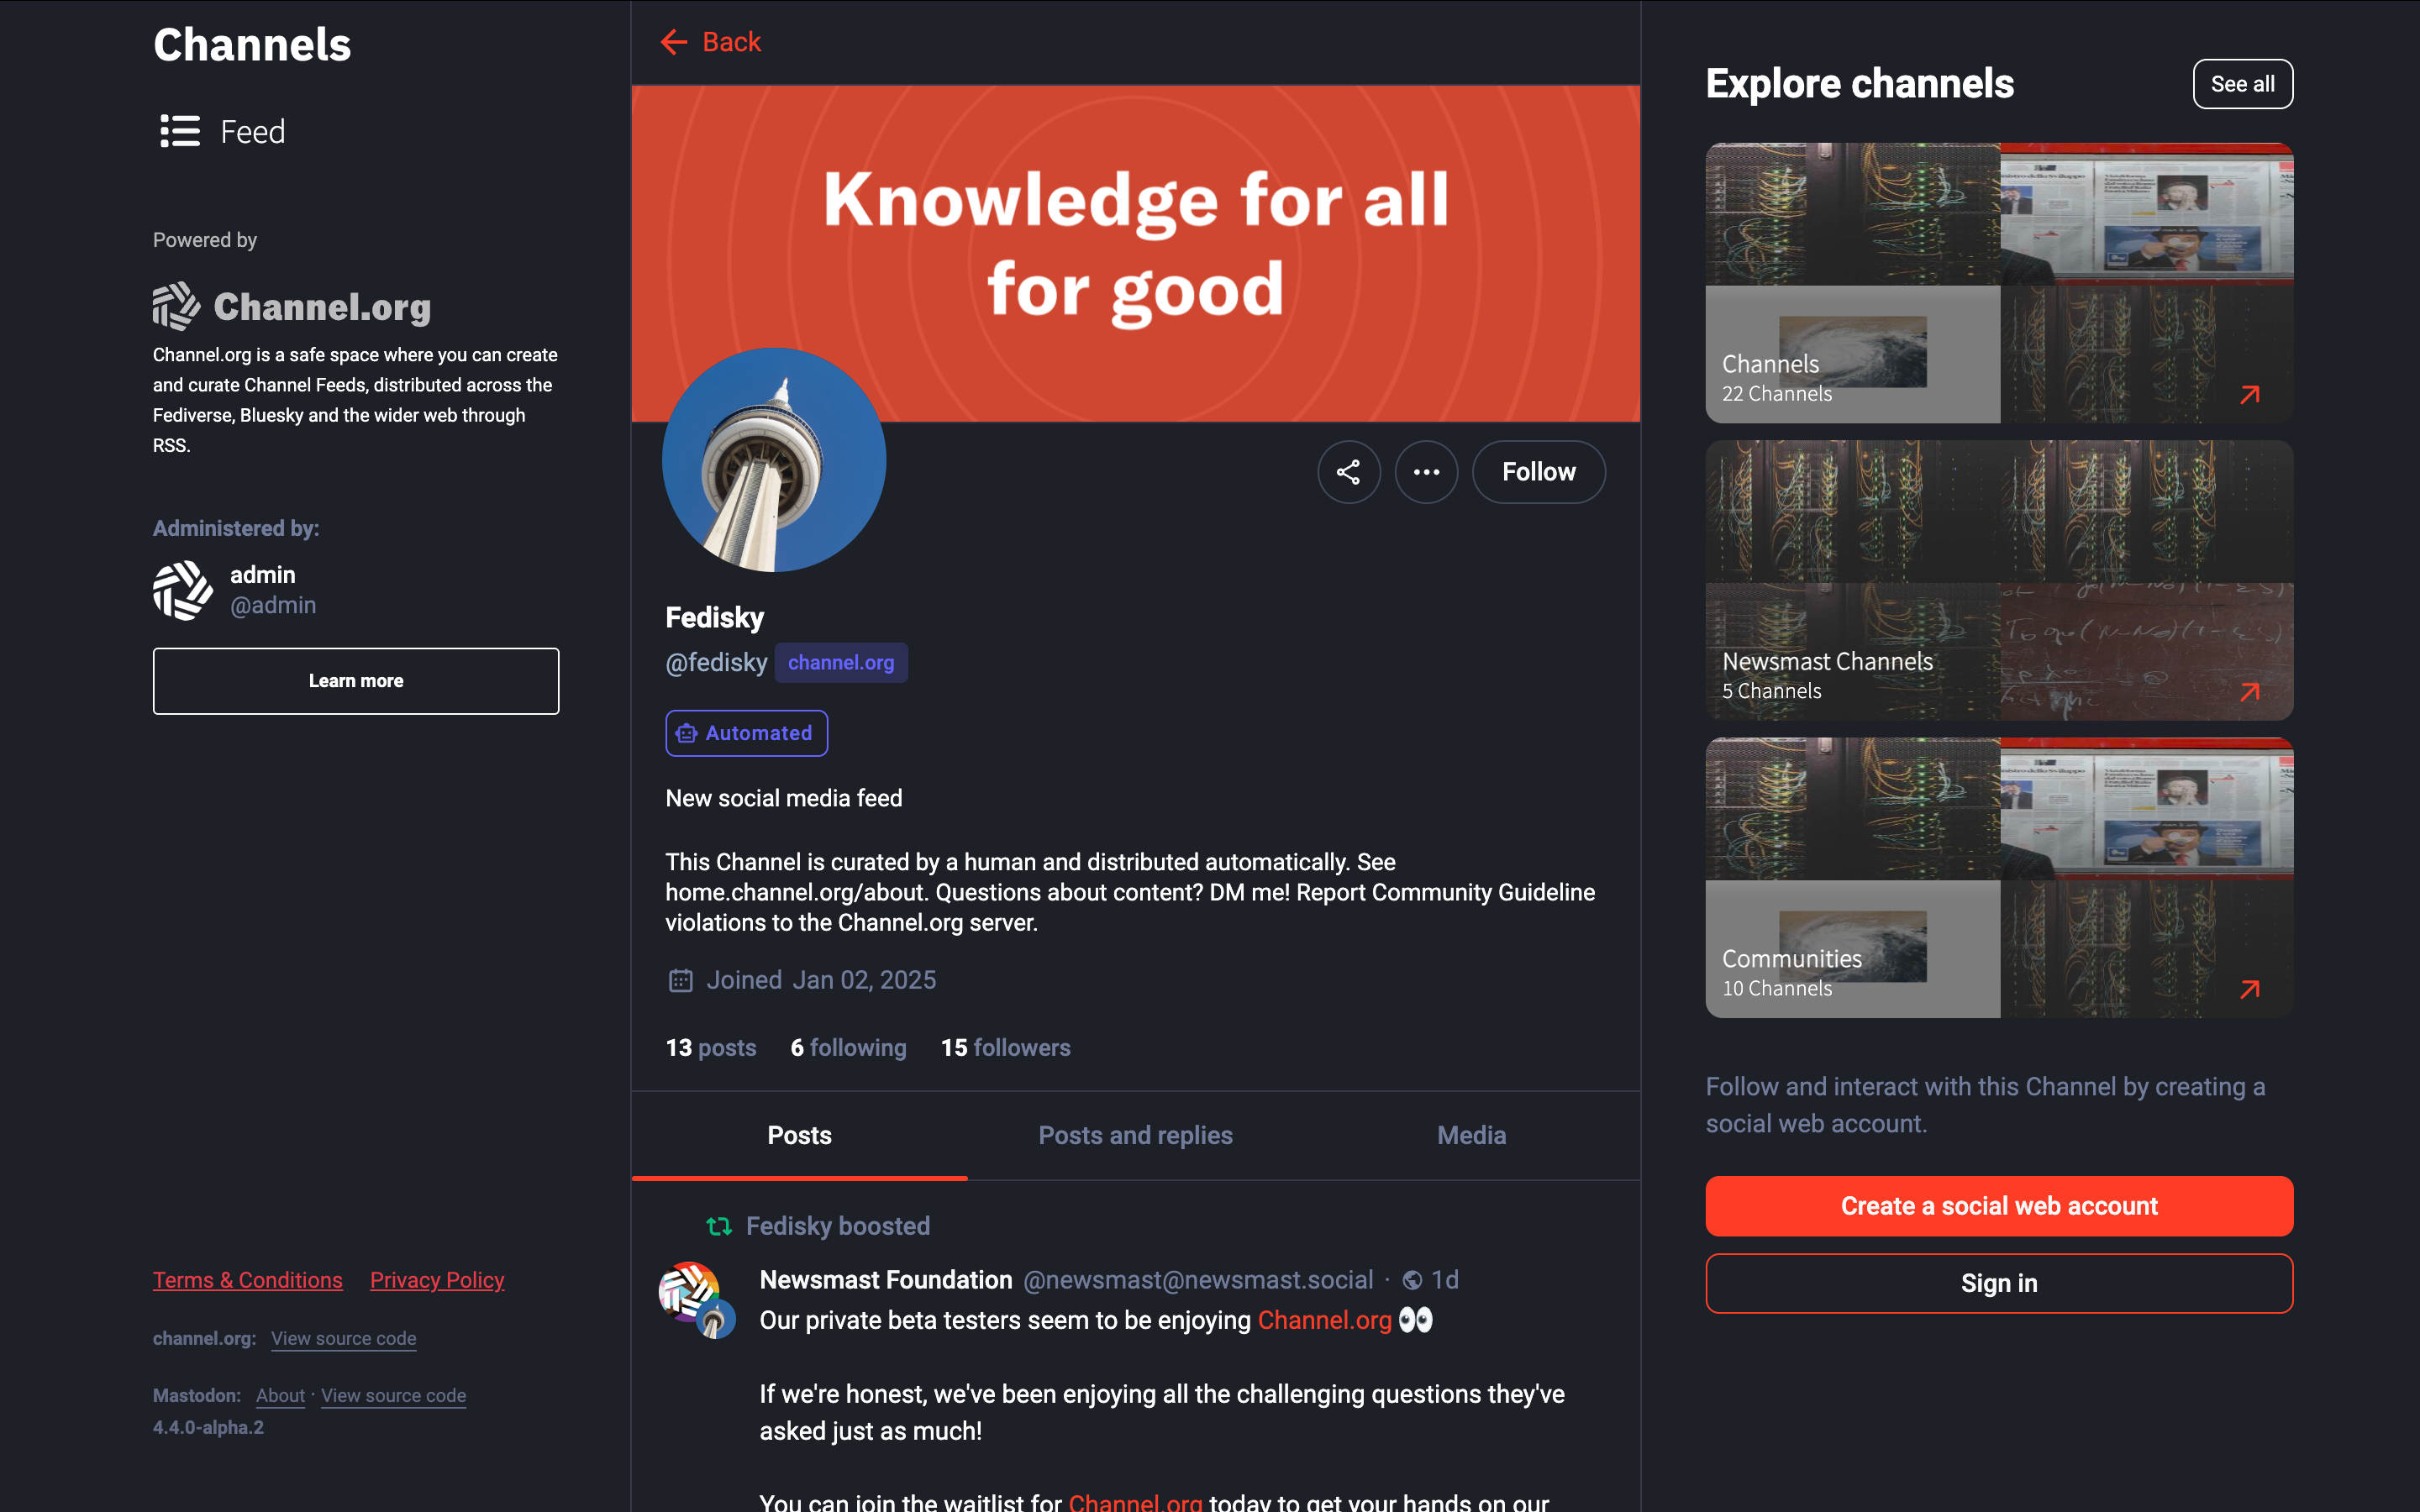 Channels
Feed
Powered by
Channel.org
Channel.org is a safe space where you can create
and curate Channel Feeds, distributed across the
Fediverse, Bluesky and the wider web through
RSS.
Administered by:
admin
@admin
Learn more
Terms & Conditions Privacy Policy
channel.org: View source code
Mastodon: About · View source code
4.4.0-alpha.2
Back
Knowledge for all
for good
Follow
Fedisky
@fedisky channel.org
Automated
New social media feed
This Channel is curated by a human and distributed automatically. See
home.channel.org/about. Questions about content? DM me! Report Community Guideline
violations to the Channel.org server.
Joined Jan 02, 2025
13 posts 6 following 15 followers
Posts Posts and replies Media
Fedisky boosted
Newsmast Foundation @newsmast@newsmast.social · 1d
Our private beta testers seem to be enjoying Channel.org 👀
If we're honest, we've been enjoying all the challenging questions they've
asked just as much!
You can join the waitlist for Channel.org today to get your hands on our
Explore channels See all
Channels
22 Channels
Newsmast Channels
5 Channels
Communities
10 Channels
Follow and interact with this Channel by creating a
social web account.
Create a social web account
Sign in